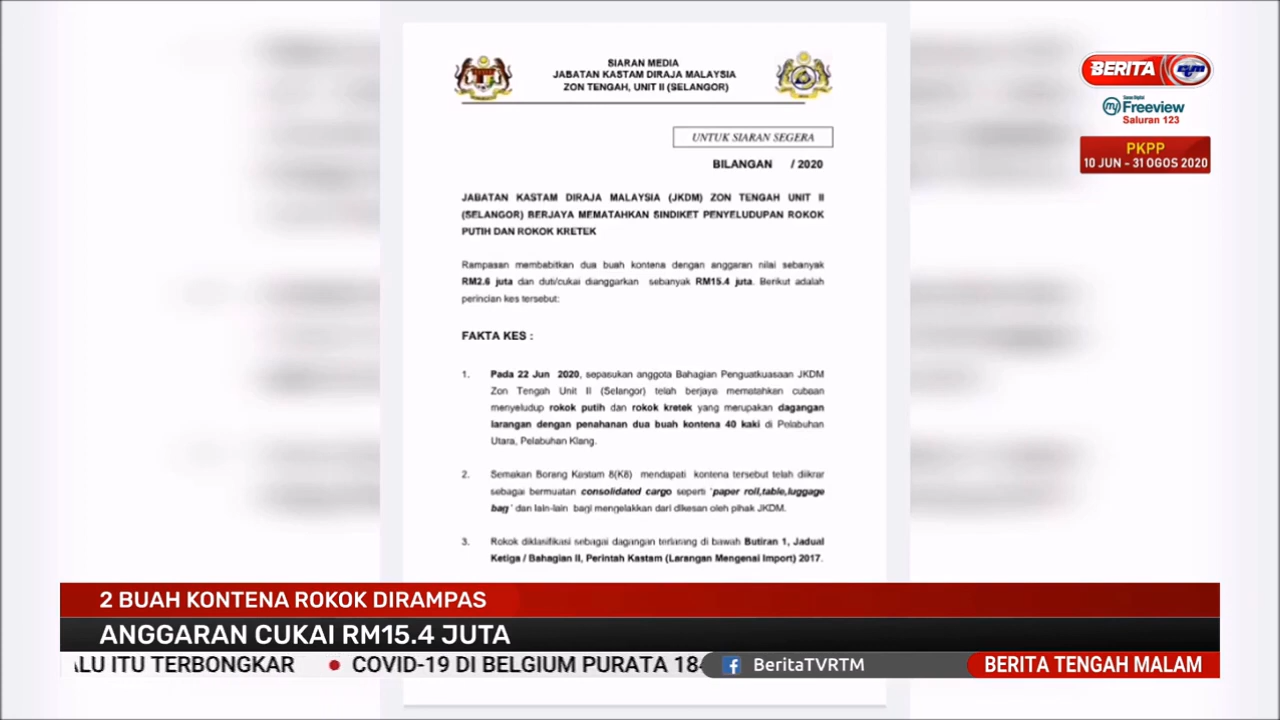 SIARAN MEDIA
JABATAN KASTAM DIRAJA MALAYSIA
ZON TENGAH, UNIT II (SELANGOR)
BERITA rtm
Freeview
Saluran 123
PKPP
10 JUN - 31 OGOS 2020
UNTUK SIARAN SEGERA
BILANGAN / 2020
JABATAN KASTAM DIRAJA MALAYSIA (JKDM) ZON TENGAH UNIT II
(SELANGOR) BERJAYA MEMATAHKAN SINDIKET PENYELUDUPAN ROKOK
PUTIH DAN ROKOK KRETEK
Rampasan membabitkan dua buah kontena dengan anggaran nilai sebanyak
RM2.6 juta dan duti/cukai dianggarkan sebanyak RM15.4 juta. Berikut adalah
perincian kes tersebut:
FAKTA KES :
1. Pada 22 Jun 2020, sepasukan anggota Bahagian Penguatkuasaan JKDM
Zon Tengah Unit II (Selangor) telah berjaya mematahkan cubaan
menyeludup rokok putih dan rokok kretek yang merupakan dagangan
larangan dengan penahanan dua buah kontena 40 kaki di Pelabuhan
Utara, Pelabuhan Klang.
2. Semakan Borang Kastam 8(K8) mendapati kontena tersebut telah diikrar
sebagai bermuatan consolidated cargo seperti 'paper roll,table,luggage
bag' dan lain-lain bagi mengelakkan dari dikesan oleh pihak JKDM.
3. Rokok diklasifikasi sebagai dagangan terlarang di bawah Butiran 1, Jadual
Ketiga / Bahagian II, Perintah Kastam (Larangan Mengenai Import) 2017.
2 BUAH KONTENA ROKOK DIRAMPAS
ANGGARAN CUKAI RM15.4 JUTA
ALU ITU TERBONGKAR • COVID-19 DI BELGIUM PURATA 184
BeritaTVRTM
BERITA TENGAH MALAM